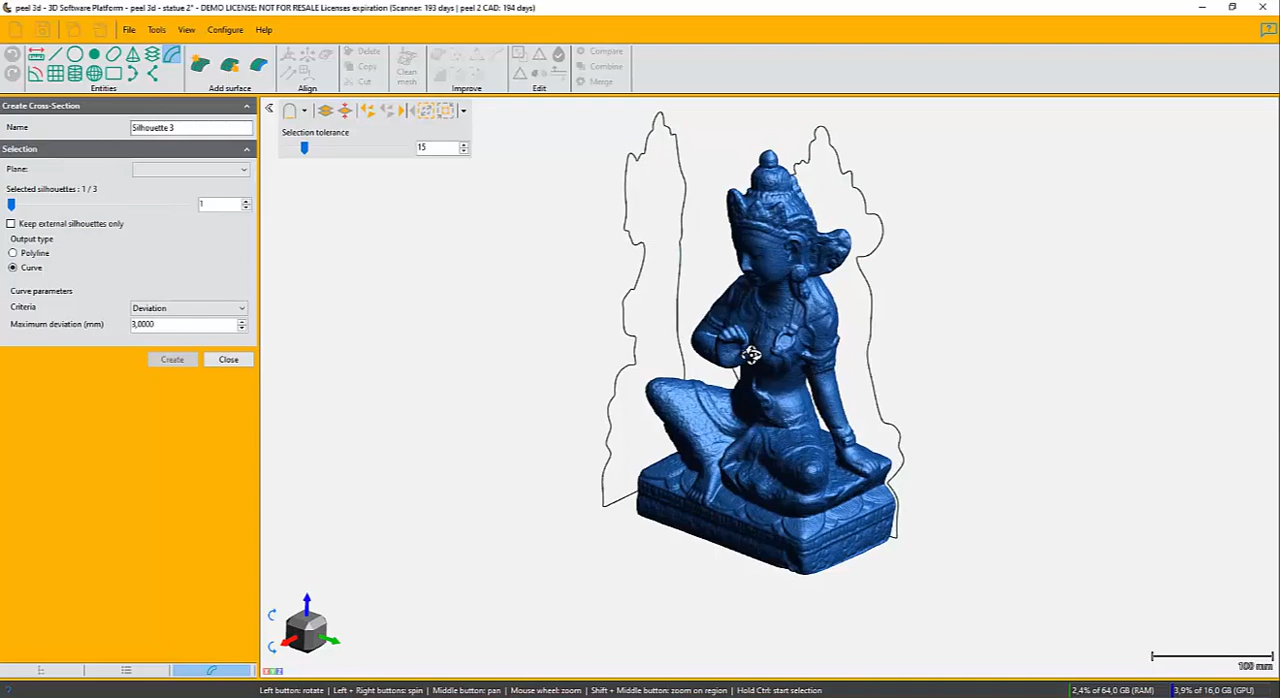 peel 3d - 3D Software Platform - peel 3d - statue 2* - DEMO LICENSE: NOT FOR RESALE Licenses expiration (Scanner: 193 days | peel 2 CAD: 194 days)
File Tools View Configure Help
Entities
Add surface
Align
Delete
Copy
Cut
Clean mesh
Improve
Edit
Compare
Combine
Merge
Create Cross-Section
Name Silhouette 3
Selection
Plane:
Selected silhouettes : 1 / 3
1
Keep external silhouettes only
Output type
Polyline
Curve
Curve parameters
Criteria Deviation
Maximum deviation (mm) 3,0000
Create Close
Selection tolerance
15
XYZ
100 mm
Left button: rotate | Left + Right buttons: spin | Middle button: pan | Mouse wheel: zoom | Shift + Middle button: zoom on region | Hold Ctrl: start selection
2,4% of 64,0 GB (RAM) 3,9% of 16,0 GB (GPU)